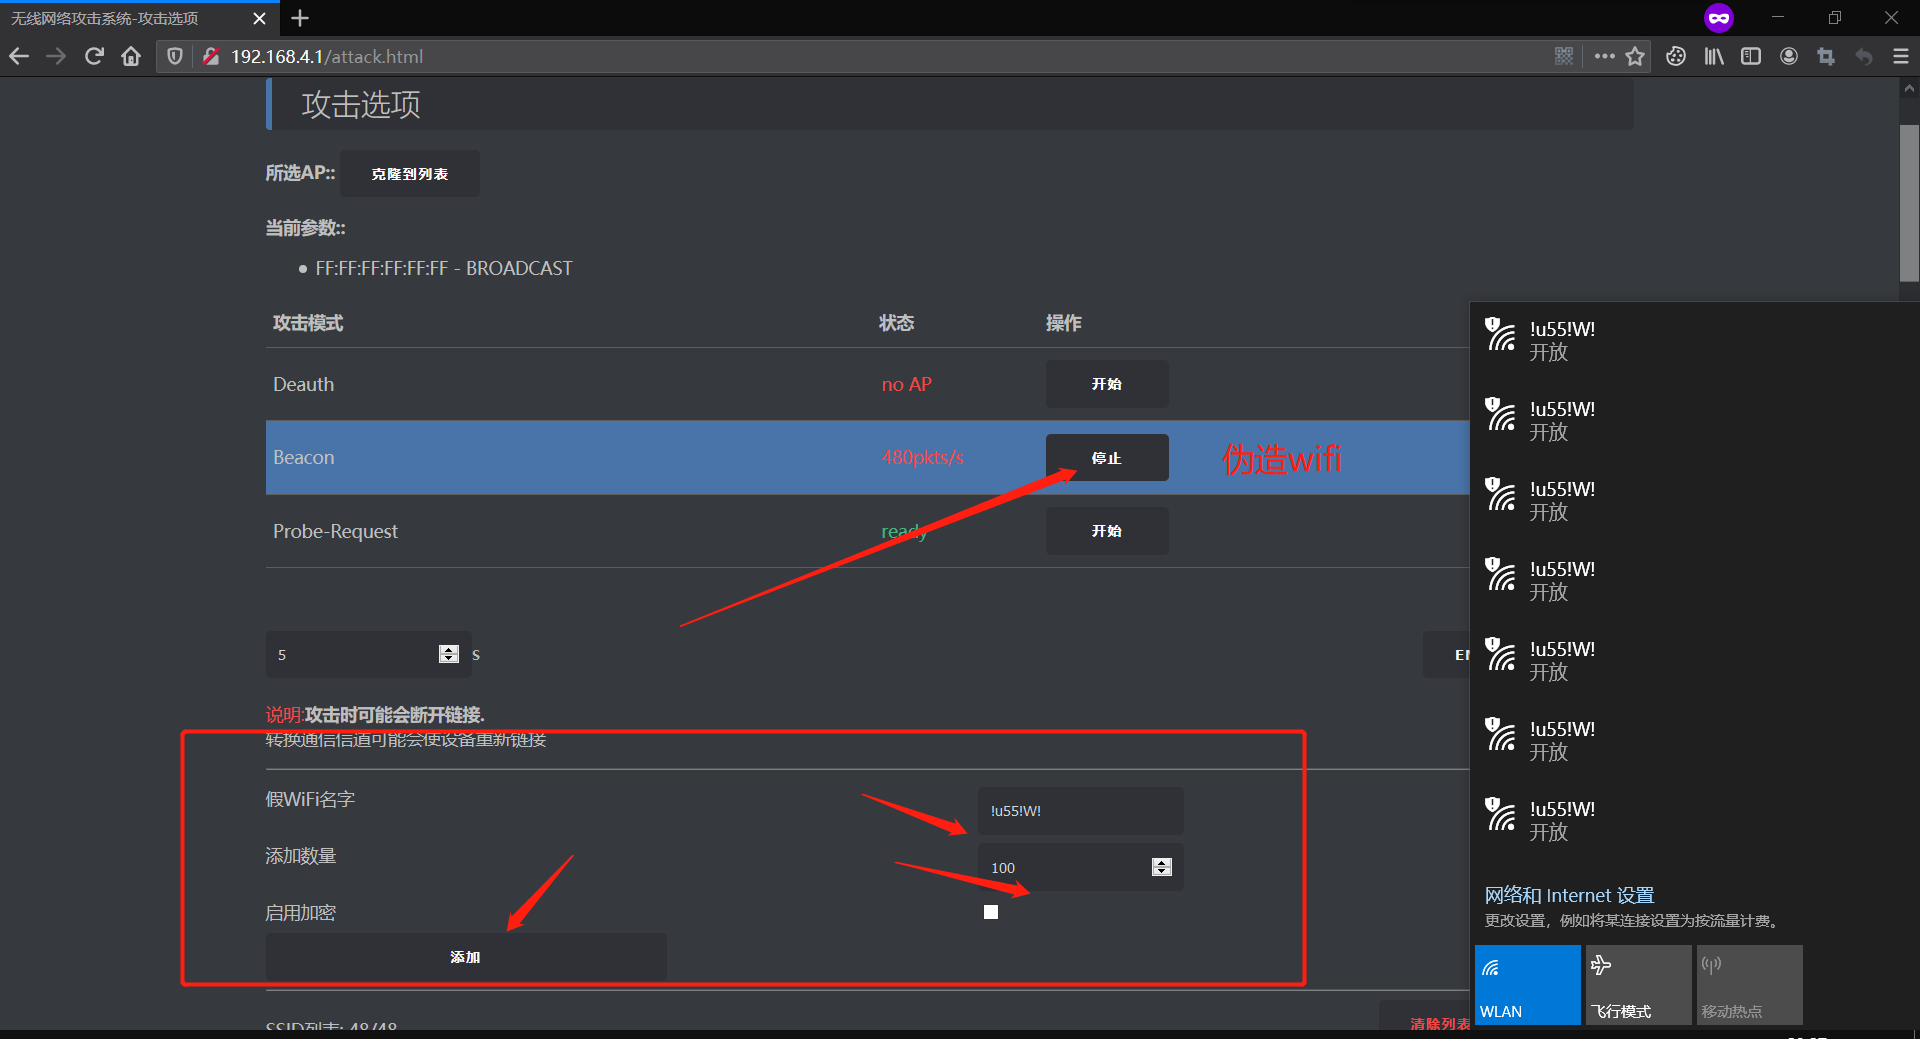 无线网络攻击系统-攻击选项
192.168.4.1/attack.html
攻击选项
所选AP:: 克隆到列表
当前参数::
FF:FF:FF:FF:FF:FF - BROADCAST
攻击模式 状态 操作
Deauth no AP 开始
Beacon 480pkts/s 停止 伪造wifi
Probe-Request ready 开始
5 s
说明:攻击时可能会断开链接.
转换通信信道可能会使设备重新链接
假WiFi名字 !u55!W!
添加数量 100
启用加密
添加
SSID列表: 48/48
清除列表
!u55!W!
开放
!u55!W!
开放
!u55!W!
开放
!u55!W!
开放
!u55!W!
开放
!u55!W!
开放
!u55!W!
开放
网络和 Internet 设置
更改设置，例如将某连接设置为按流量计费。
WLAN 飞行模式 移动热点